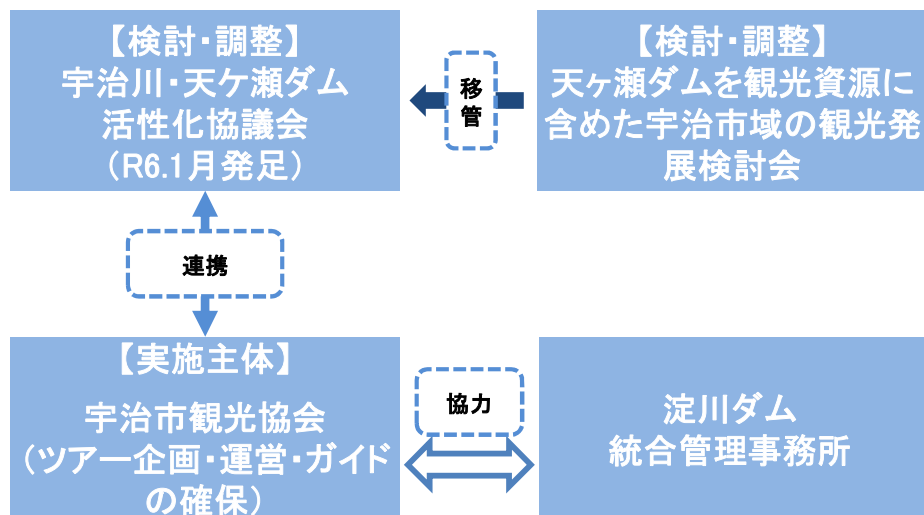 【検討・調整】
宇治川・天ケ瀬ダム
活性化協議会
（R6.1月発足）
移管
【検討・調整】
天ヶ瀬ダムを観光資源に
含めた宇治市域の観光発
展検討会
連携
【実施主体】
宇治市観光協会
（ツアー企画・運営・ガイド
の確保）
協力
淀川ダム
統合管理事務所